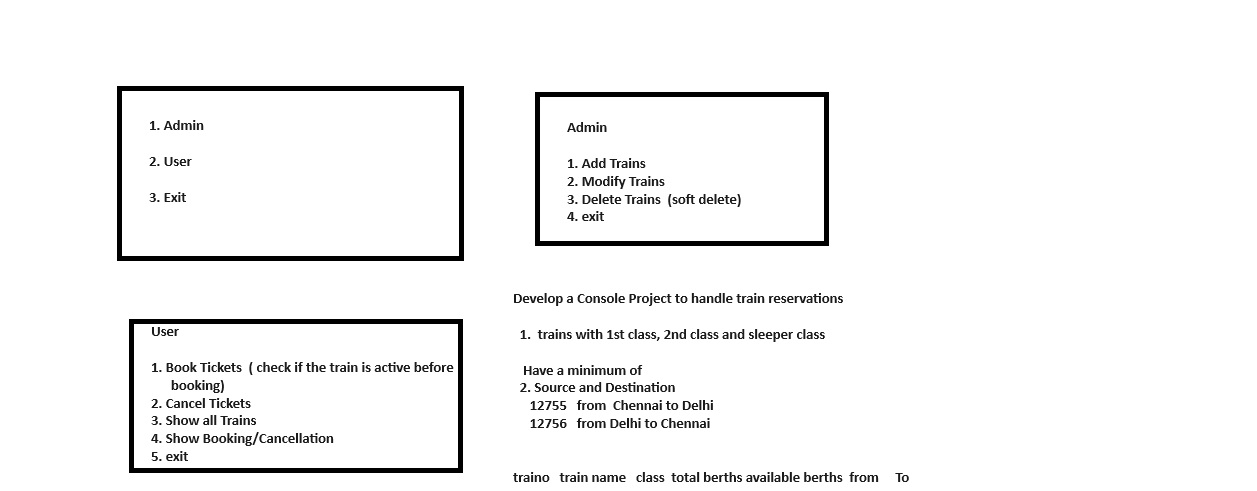 1. Admin
2. User
3. Exit
Admin
1. Add Trains
2. Modify Trains
3. Delete Trains (soft delete)
4. exit
User
1. Book Tickets ( check if the train is active before
booking)
2. Cancel Tickets
3. Show all Trains
4. Show Booking/Cancellation
5. exit
Develop a Console Project to handle train reservations
1. trains with 1st class, 2nd class and sleeper class
Have a minimum of
2. Source and Destination
12755 from Chennai to Delhi
12756 from Delhi to Chennai
traino train name class total berths available berths from To